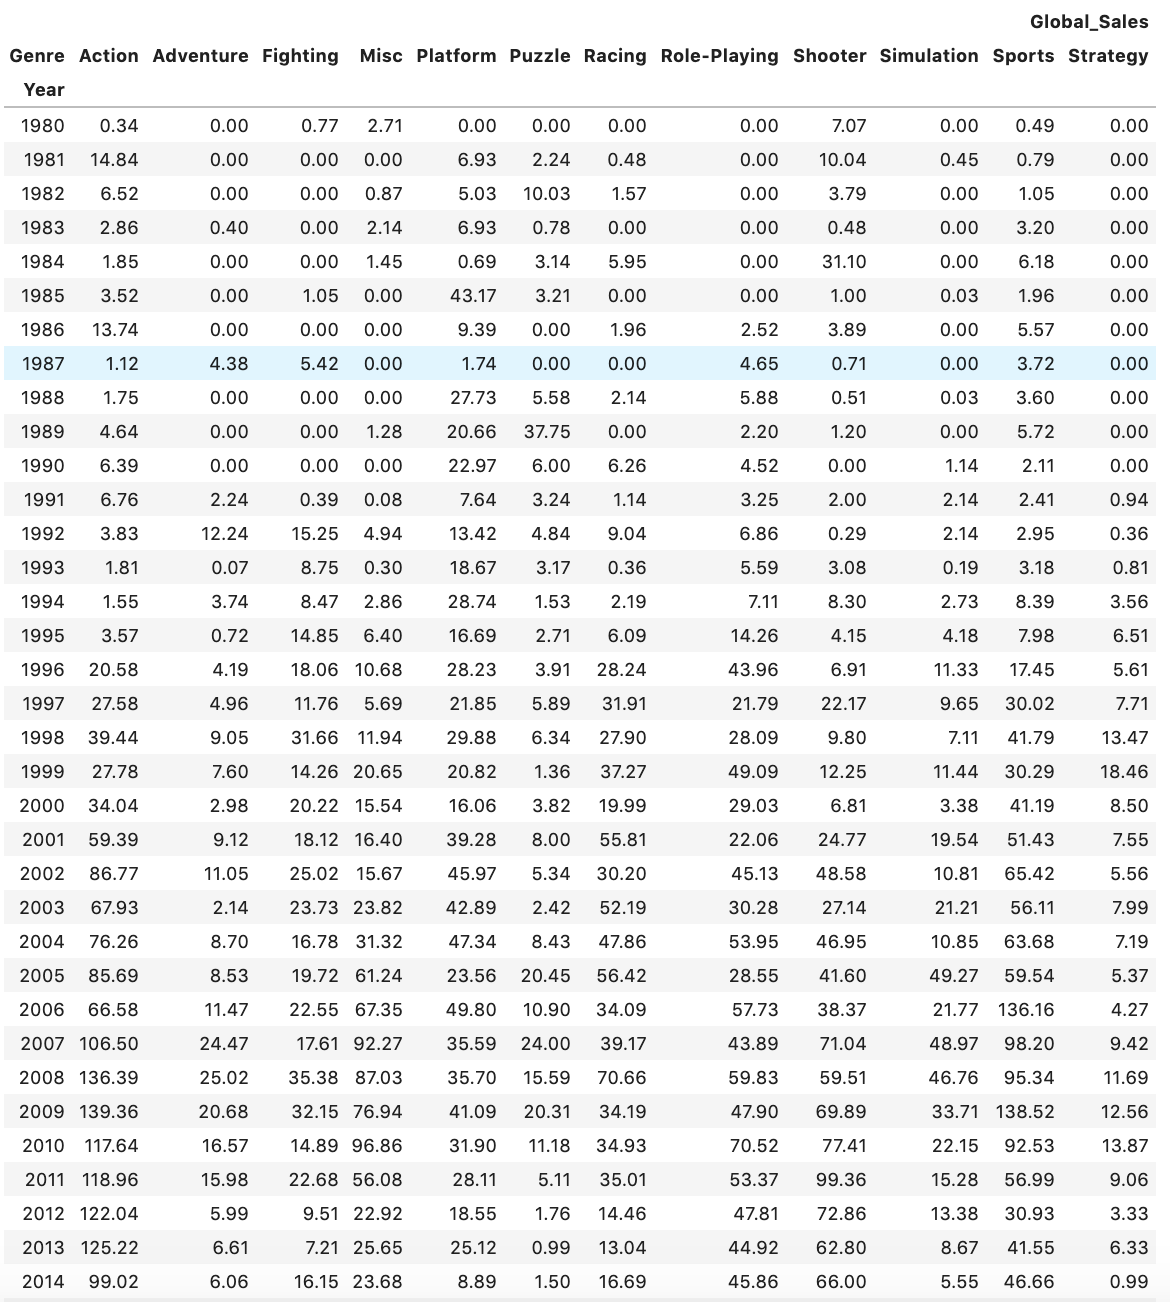 Global_Sales
Genre Action Adventure Fighting Misc Platform Puzzle Racing Role-Playing Shooter Simulation Sports Strategy
Year
1980 0.34 0.00 0.77 2.71 0.00 0.00 0.00 0.00 7.07 0.00 0.49 0.00
1981 14.84 0.00 0.00 0.00 6.93 2.24 0.48 0.00 10.04 0.45 0.79 0.00
1982 6.52 0.00 0.00 0.87 5.03 10.03 1.57 0.00 3.79 0.00 1.05 0.00
1983 2.86 0.40 0.00 2.14 6.93 0.78 0.00 0.00 0.48 0.00 3.20 0.00
1984 1.85 0.00 0.00 1.45 0.69 3.14 5.95 0.00 31.10 0.00 6.18 0.00
1985 3.52 0.00 1.05 0.00 43.17 3.21 0.00 0.00 1.00 0.03 1.96 0.00
1986 13.74 0.00 0.00 0.00 9.39 0.00 1.96 2.52 3.89 0.00 5.57 0.00
1987 1.12 4.38 5.42 0.00 1.74 0.00 0.00 4.65 0.71 0.00 3.72 0.00
1988 1.75 0.00 0.00 0.00 27.73 5.58 2.14 5.88 0.51 0.03 3.60 0.00
1989 4.64 0.00 0.00 1.28 20.66 37.75 0.00 2.20 1.20 0.00 5.72 0.00
1990 6.39 0.00 0.00 0.00 22.97 6.00 6.26 4.52 0.00 1.14 2.11 0.00
1991 6.76 2.24 0.39 0.08 7.64 3.24 1.14 3.25 2.00 2.14 2.41 0.94
1992 3.83 12.24 15.25 4.94 13.42 4.84 9.04 6.86 0.29 2.14 2.95 0.36
1993 1.81 0.07 8.75 0.30 18.67 3.17 0.36 5.59 3.08 0.19 3.18 0.81
1994 1.55 3.74 8.47 2.86 28.74 1.53 2.19 7.11 8.30 2.73 8.39 3.56
1995 3.57 0.72 14.85 6.40 16.69 2.71 6.09 14.26 4.15 4.18 7.98 6.51
1996 20.58 4.19 18.06 10.68 28.23 3.91 28.24 43.96 6.91 11.33 17.45 5.61
1997 27.58 4.96 11.76 5.69 21.85 5.89 31.91 21.79 22.17 9.65 30.02 7.71
1998 39.44 9.05 31.66 11.94 29.88 6.34 27.90 28.09 9.80 7.11 41.79 13.47
1999 27.78 7.60 14.26 20.65 20.82 1.36 37.27 49.09 12.25 11.44 30.29 18.46
2000 34.04 2.98 20.22 15.54 16.06 3.82 19.99 29.03 6.81 3.38 41.19 8.50
2001 59.39 9.12 18.12 16.40 39.28 8.00 55.81 22.06 24.77 19.54 51.43 7.55
2002 86.77 11.05 25.02 15.67 45.97 5.34 30.20 45.13 48.58 10.81 65.42 5.56
2003 67.93 2.14 23.73 23.82 42.89 2.42 52.19 30.28 27.14 21.21 56.11 7.99
2004 76.26 8.70 16.78 31.32 47.34 8.43 47.86 53.95 46.95 10.85 63.68 7.19
2005 85.69 8.53 19.72 61.24 23.56 20.45 56.42 28.55 41.60 49.27 59.54 5.37
2006 66.58 11.47 22.55 67.35 49.80 10.90 34.09 57.73 38.37 21.77 136.16 4.27
2007 106.50 24.47 17.61 92.27 35.59 24.00 39.17 43.89 71.04 48.97 98.20 9.42
2008 136.39 25.02 35.38 87.03 35.70 15.59 70.66 59.83 59.51 46.76 95.34 11.69
2009 139.36 20.68 32.15 76.94 41.09 20.31 34.19 47.90 69.89 33.71 138.52 12.56
2010 117.64 16.57 14.89 96.86 31.90 11.18 34.93 70.52 77.41 22.15 92.53 13.87
2011 118.96 15.98 22.68 56.08 28.11 5.11 35.01 53.37 99.36 15.28 56.99 9.06
2012 122.04 5.99 9.51 22.92 18.55 1.76 14.46 47.81 72.86 13.38 30.93 3.33
2013 125.22 6.61 7.21 25.65 25.12 0.99 13.04 44.92 62.80 8.67 41.55 6.33
2014 99.02 6.06 16.15 23.68 8.89 1.50 16.69 45.86 66.00 5.55 46.66 0.99